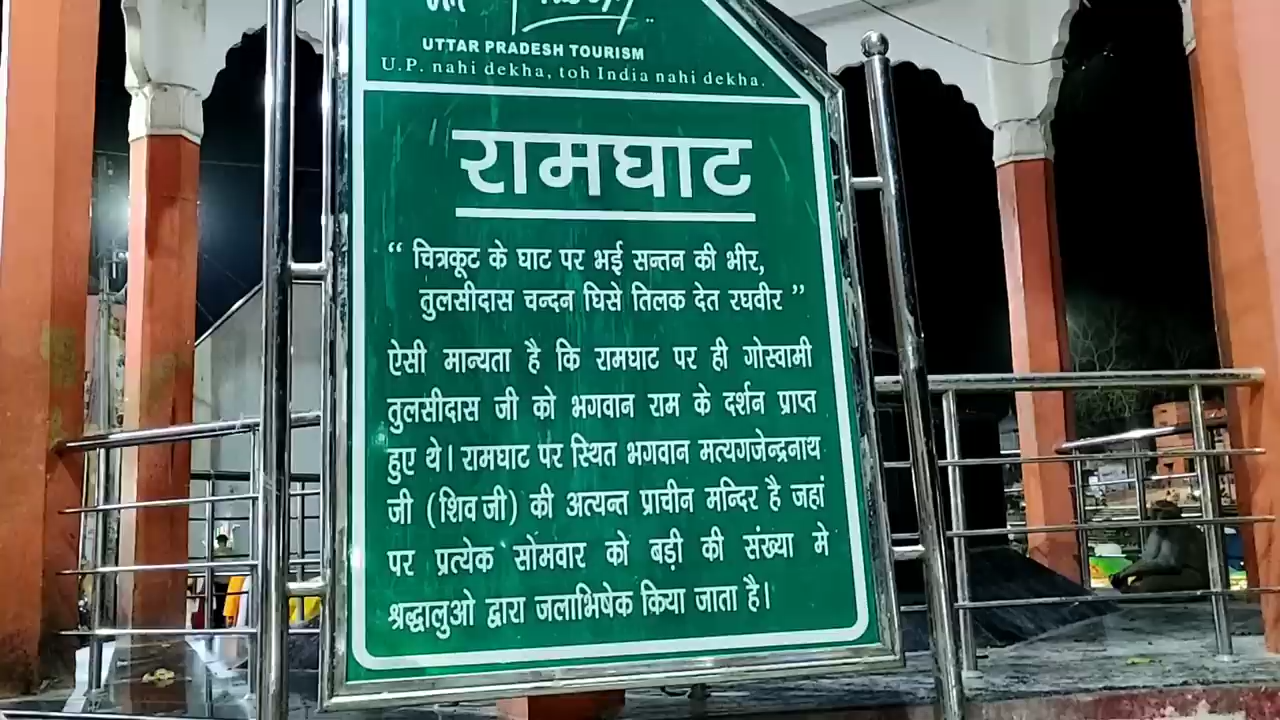 UTTAR PRADESH TOURISM
U.P. nahi dekha, toh India nahi dekha.
रामघाट
“ चित्रकूट के घाट पर भई सन्तन की भीर,
तुलसीदास चन्दन घिसे तिलक देत रघवीर ”
ऐसी मान्यता है कि रामघाट पर ही गोस्वामी
तुलसीदास जी को भगवान राम के दर्शन प्राप्त
हुए थे। रामघाट पर स्थित भगवान मत्यगजेन्द्रनाथ
जी (शिव जी) की अत्यन्त प्राचीन मन्दिर है जहां
पर प्रत्येक सोमवार को बड़ी की संख्या मे
श्रद्धालुओ द्वारा जलाभिषेक किया जाता है।